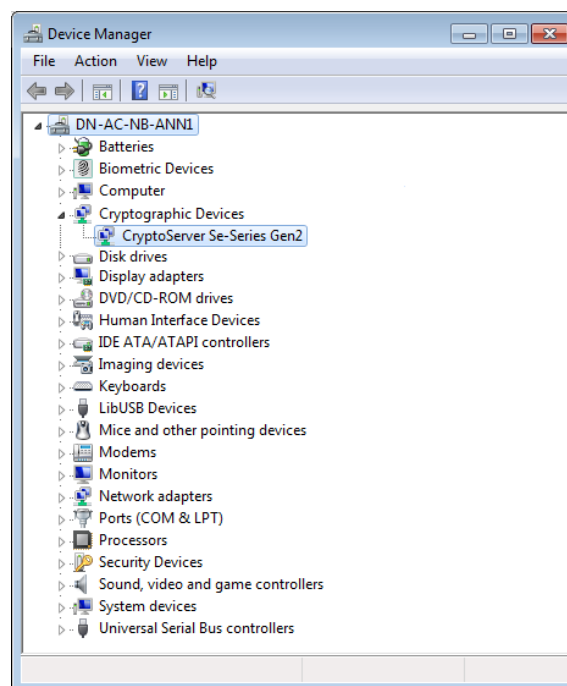 Device Manager
File Action View Help
DN-AC-NB-ANN1
Batteries
Biometric Devices
Computer
Cryptographic Devices
CryptoServer Se-Series Gen2
Disk drives
Display adapters
DVD/CD-ROM drives
Human Interface Devices
IDE ATA/ATAPI controllers
Imaging devices
Keyboards
LibUSB Devices
Mice and other pointing devices
Modems
Monitors
Network adapters
Ports (COM & LPT)
Processors
Security Devices
Sound, video and game controllers
System devices
Universal Serial Bus controllers